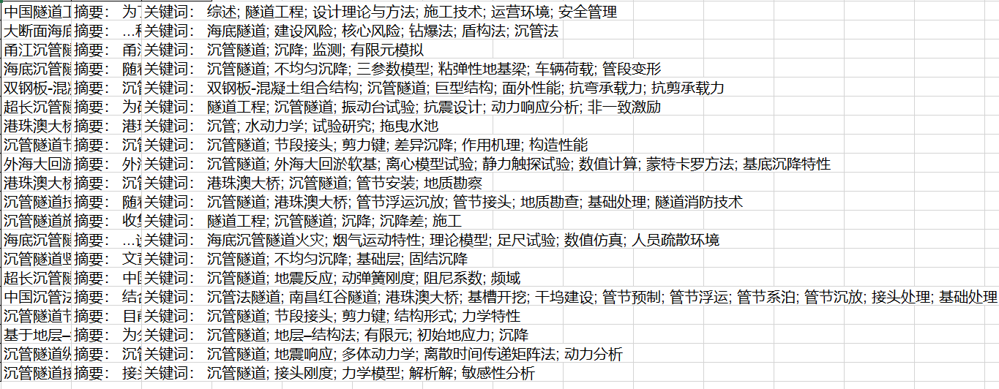 中国隧道工 摘要： 为了 关键词： 综述; 隧道工程; 设计理论与方法; 施工技术; 运营环境; 安全管理
大断面海底 摘要： …利 关键词： 海底隧道; 建设风险; 核心风险; 钻爆法; 盾构法; 沉管法
甬江沉管隧 摘要： 甬江 关键词： 沉管隧道; 沉降; 监测; 有限元模拟
海底沉管隧 摘要： 随着 关键词： 沉管隧道; 不均匀沉降; 三参数模型; 粘弹性地基梁; 车辆荷载; 管段变形
双钢板-混凝 摘要： 沉管 关键词： 双钢板-混凝土组合结构; 沉管隧道; 巨型结构; 面外性能; 抗弯承载力; 抗剪承载力
超长沉管隧 摘要： 为研 关键词： 隧道工程; 沉管隧道; 振动台试验; 抗震设计; 动力响应分析; 非一致激励
港珠澳大桥 摘要： 港珠 关键词： 沉管; 水动力学; 试验研究; 拖曳水池
沉管隧道节 摘要： 沉管 关键词： 沉管隧道; 节段接头; 剪力键; 差异沉降; 作用机理; 构造性能
外海大回淤 摘要： 外海 关键词： 沉管隧道; 外海大回淤软基; 离心模型试验; 静力触探试验; 数值计算; 蒙特卡罗方法; 基底沉降特性
港珠澳大桥 摘要： 沉管 关键词： 港珠澳大桥; 沉管隧道; 管节安装; 地质勘察
沉管隧道技 摘要： 随着 关键词： 沉管隧道; 港珠澳大桥; 管节浮运沉放; 管节接头; 地质勘查; 基础处理; 隧道消防技术
沉管隧道施 摘要： 收集 关键词： 隧道工程; 沉管隧道; 沉降; 沉降差; 施工
海底沉管隧 摘要： … 关键词： 海底沉管隧道火灾; 烟气运动特性; 理论模型; 足尺试验; 数值仿真; 人员疏散环境
沉管隧道竖 摘要： 文章 关键词： 沉管隧道; 不均匀沉降; 基础层; 固结沉降
超长沉管隧 摘要： 中国 关键词： 沉管隧道; 地震反应; 动弹簧刚度; 阻尼系数; 频域
中国沉管法 摘要： 结合 关键词： 沉管法隧道; 南昌红谷隧道; 港珠澳大桥; 基槽开挖; 干坞建设; 管节预制; 管节浮运; 管节系泊; 管节沉放; 接头处理; 基础处理
沉管隧道节 摘要： 目前 关键词： 沉管隧道; 节段接头; 剪力键; 结构形式; 力学特性
基于地层– 摘要： 为分 关键词： 沉管隧道; 地层–结构法; 有限元; 初始地应力; 沉降
沉管隧道纵 摘要： 沉管 关键词： 沉管隧道; 地震响应; 多体动力学; 离散时间传递矩阵法; 动力分析
沉管隧道接 摘要： 接头 关键词： 沉管隧道; 接头刚度; 力学模型; 解析解; 敏感性分析